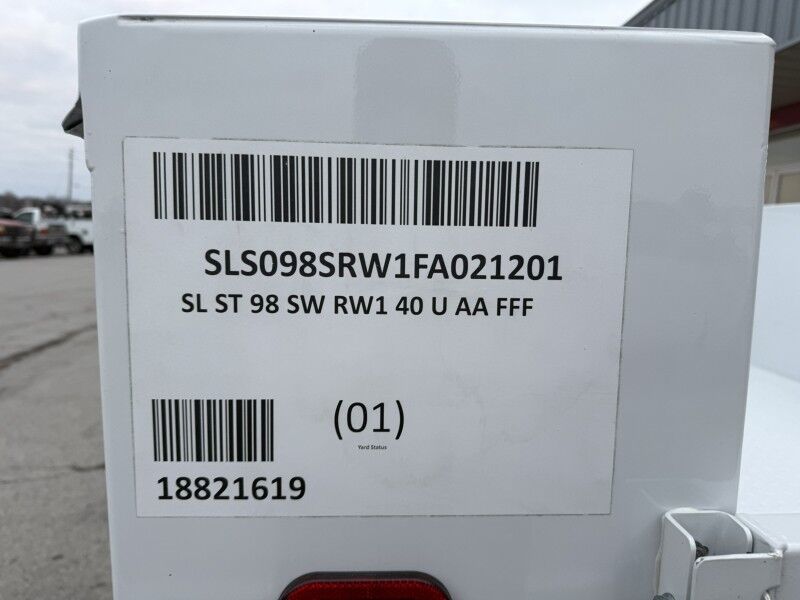 SLS098SRW1FA021201
SL ST 98 SW RW1 40 U AA FFF
(01)
Yard Status
18821619